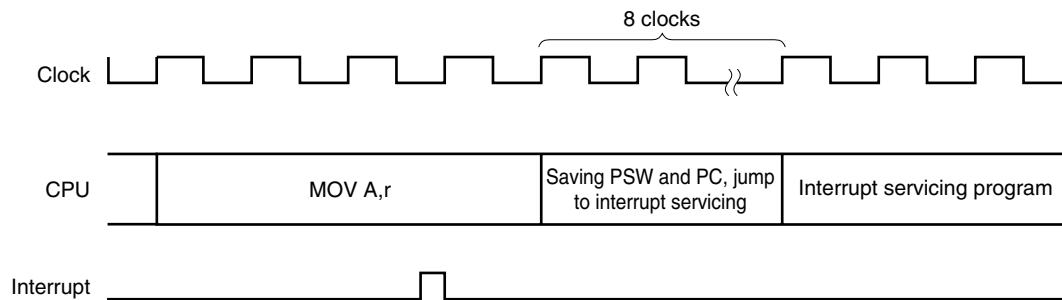 8 clocks
Clock
CPU
MOV A,r
Saving PSW and PC, jump
to interrupt servicing
Interrupt servicing program
Interrupt